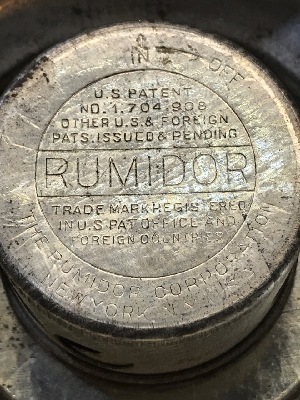 IN OFF
U.S. PATENT
NO. 1.704.908
OTHER U.S. & FOREIGN
PATS. ISSUED & PENDING
RUMIDOR
TRADE MARK REGISTERED
IN U.S. PAT OFFICE AND
FOREIGN COUNTRIES
THE RUMIDOR CORPORATION
NEW YORK